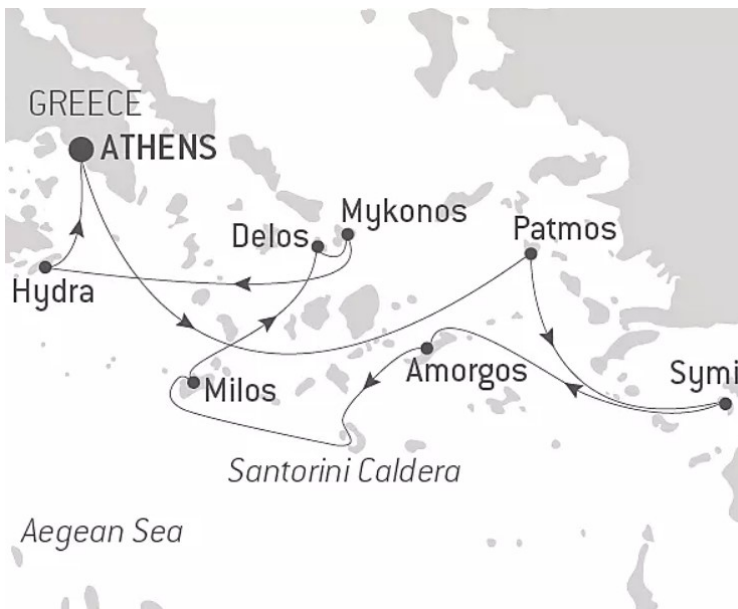 GREECE
ATHENS
Mykonos
Delos
Patmos
Hydra
Amorgos
Symi
Milos
Santorini Caldera
Aegean Sea